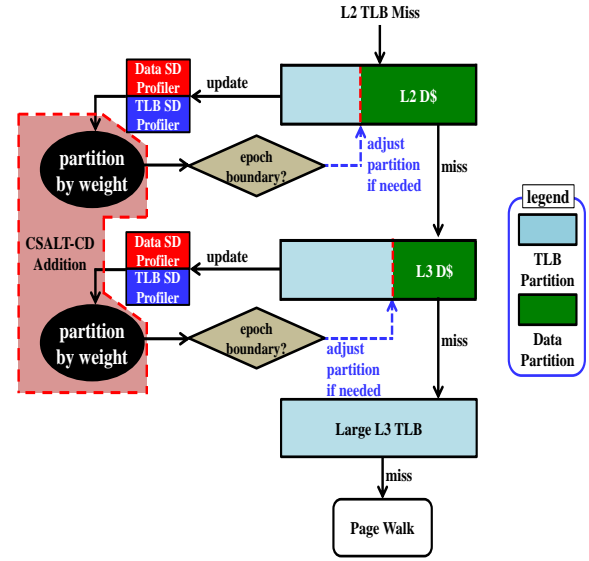 L2 TLB Miss
Data SD
Profiler
TLB SD
Profiler
update
L2 D$
partition
by weight
epoch
boundary?
adjust
partition
if needed
miss
legend
TLB
Partition
Data
Partition
CSALT-CD
Addition
Data SD
Profiler
TLB SD
Profiler
update
L3 D$
partition
by weight
epoch
boundary?
adjust
partition
if needed
miss
Large L3 TLB
miss
Page Walk